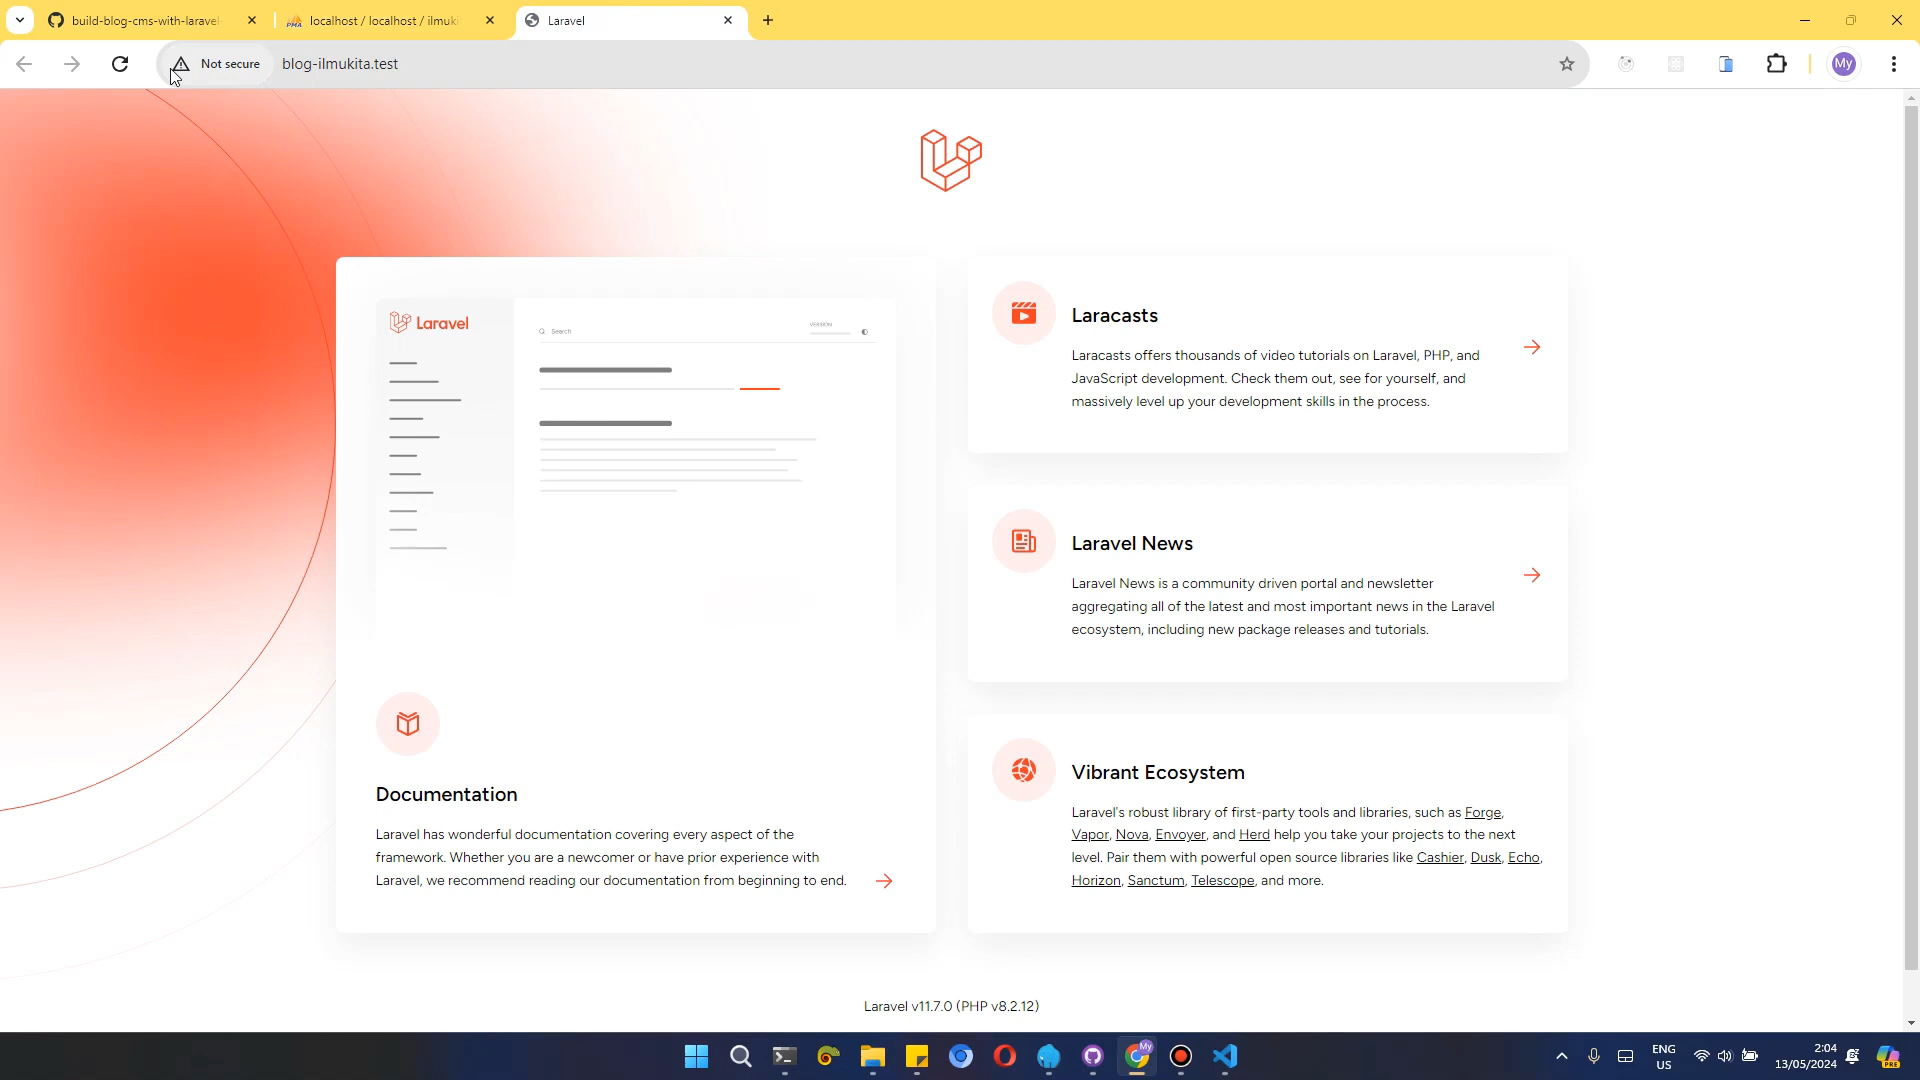 build-blog-cms-with-laravel
localhost / localhost / ilmuki
Laravel
Not secure
blog-ilmukita.test
My
Laravel
Search
VERSION
Documentation
Laravel has wonderful documentation covering every aspect of the
framework. Whether you are a newcomer or have prior experience with
Laravel, we recommend reading our documentation from beginning to end.
Laracasts
Laracasts offers thousands of video tutorials on Laravel, PHP, and
JavaScript development. Check them out, see for yourself, and
massively level up your development skills in the process.
Laravel News
Laravel News is a community driven portal and newsletter
aggregating all of the latest and most important news in the Laravel
ecosystem, including new package releases and tutorials.
Vibrant Ecosystem
Laravel's robust library of first-party tools and libraries, such as Forge,
Vapor, Nova, Envoyer, and Herd help you take your projects to the next
level. Pair them with powerful open source libraries like Cashier, Dusk, Echo,
Horizon, Sanctum, Telescope, and more.
Laravel v11.7.0 (PHP v8.2.12)
My
ENG
US
2:04
13/05/2024
PRE